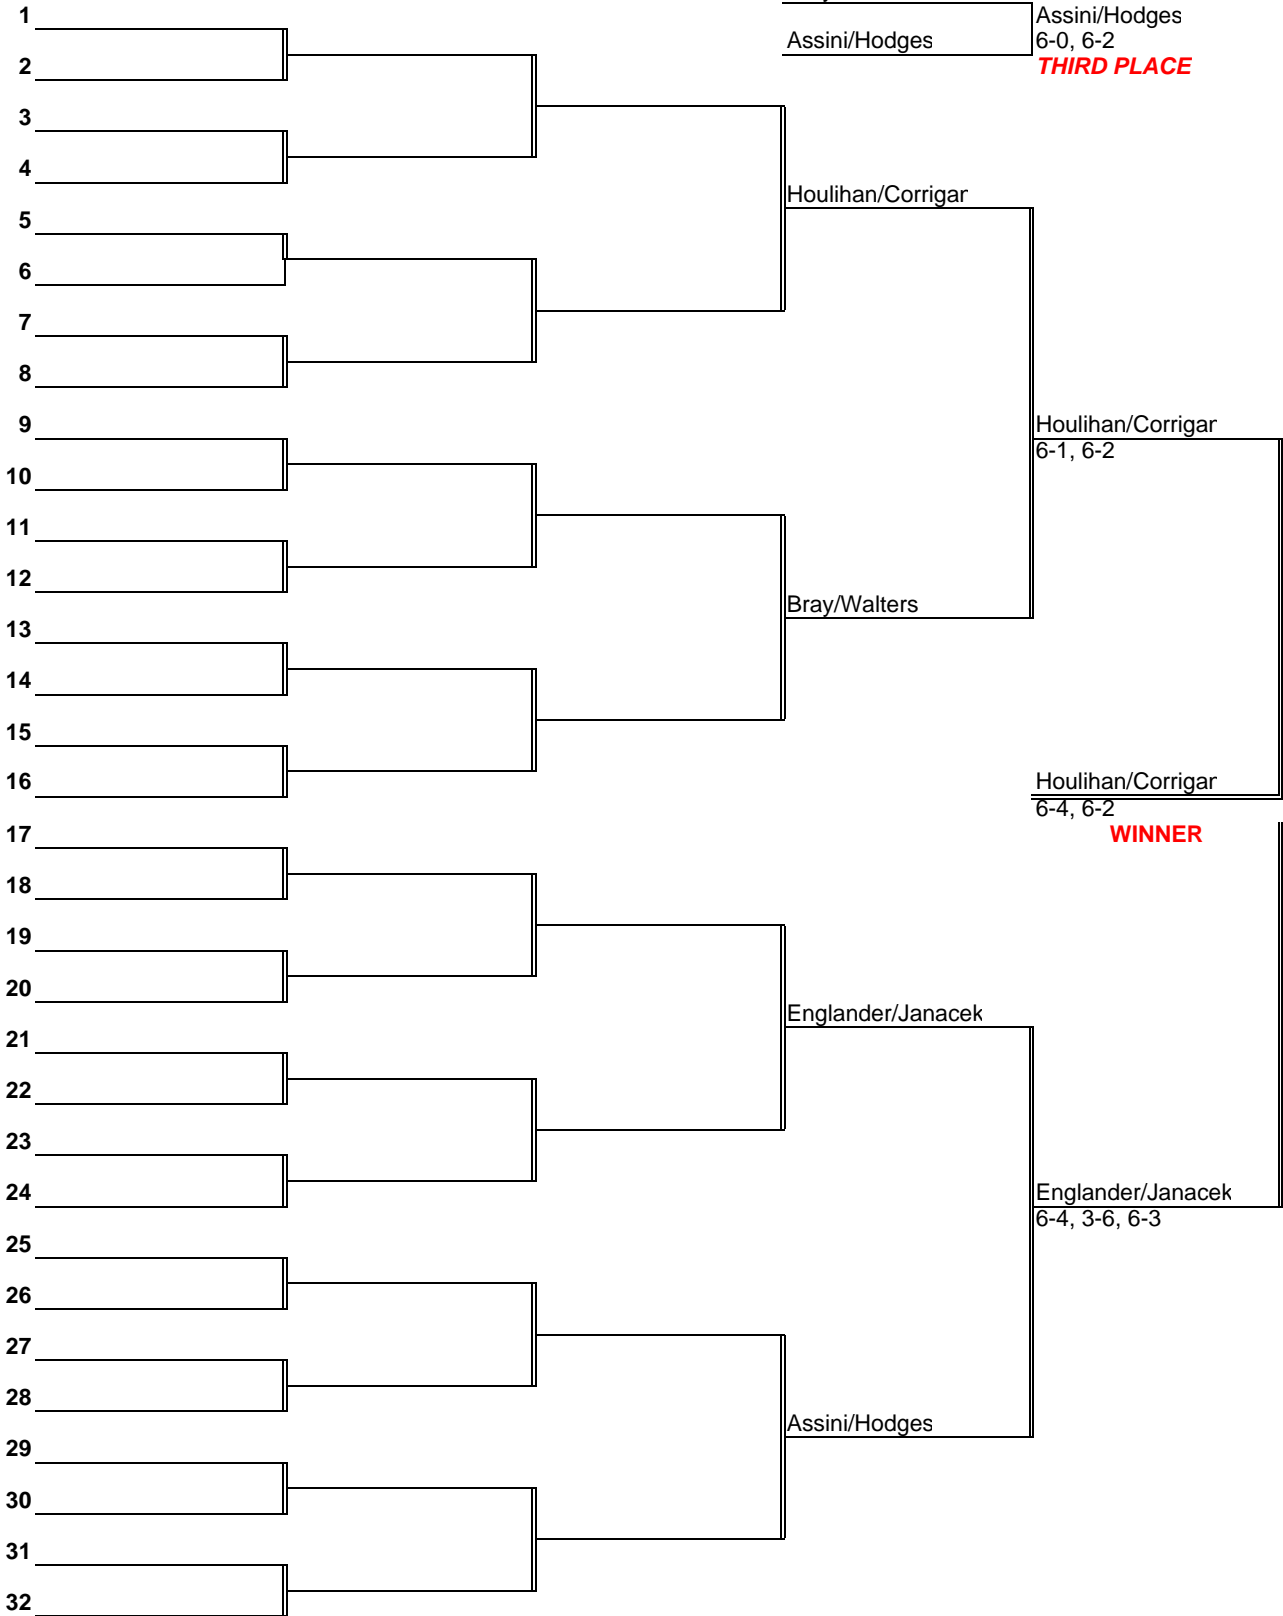 1
Assini/Hodges
Assini/Hodges
6-0, 6-2
2
THIRD PLACE
3
4
Houlihan/Corrigan
5
6
7
8
9
Houlihan/Corrigan
6-1, 6-2
10
11
12
Bray/Walters
13
14
15
16
Houlihan/Corrigan
6-4, 6-2
17
WINNER
18
19
20
Englander/Janacek
21
22
23
24
Englander/Janacek
6-4, 3-6, 6-3
25
26
27
28
Assini/Hodges
29
30
31
32